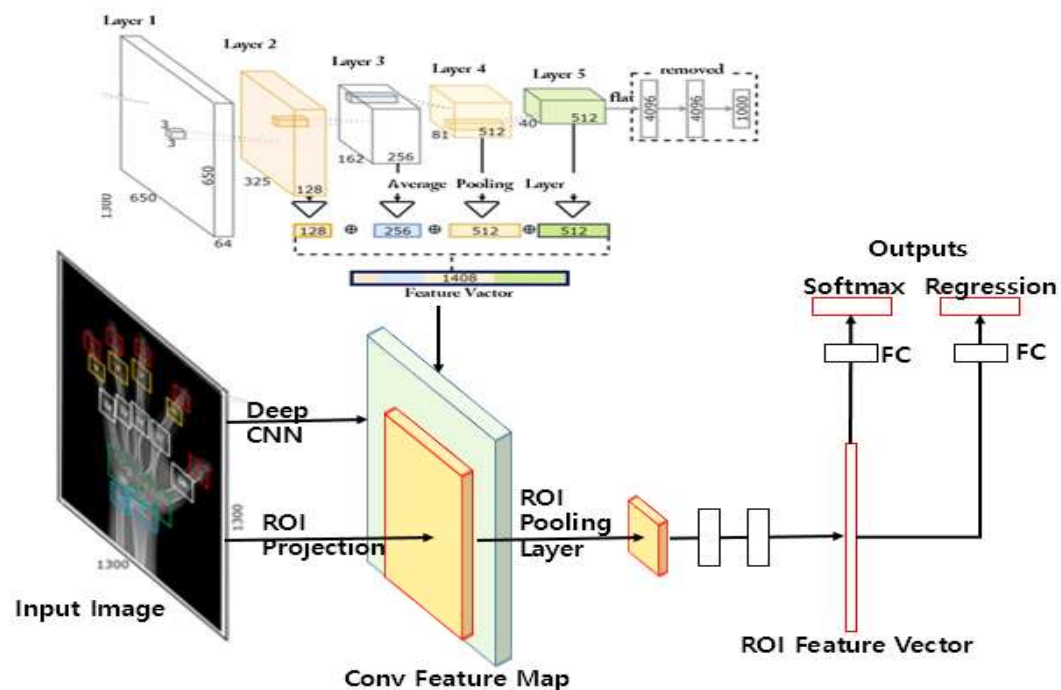 Layer 1
Layer 2
Layer 3
Layer 4
Layer 5
removed
flat
4096
4096
1000
3
3
1300
650
650
64
325
128
162
256
81
512
40
512
Average Pooling Layer
128 ⊕ 256 ⊕ 512 ⊕ 512
1408
Feature Vactor
Outputs
Softmax
Regression
FC
FC
Deep
CNN
ROI
Projection
ROI
Pooling
Layer
1300
1300
Input Image
Conv Feature Map
ROI Feature Vector